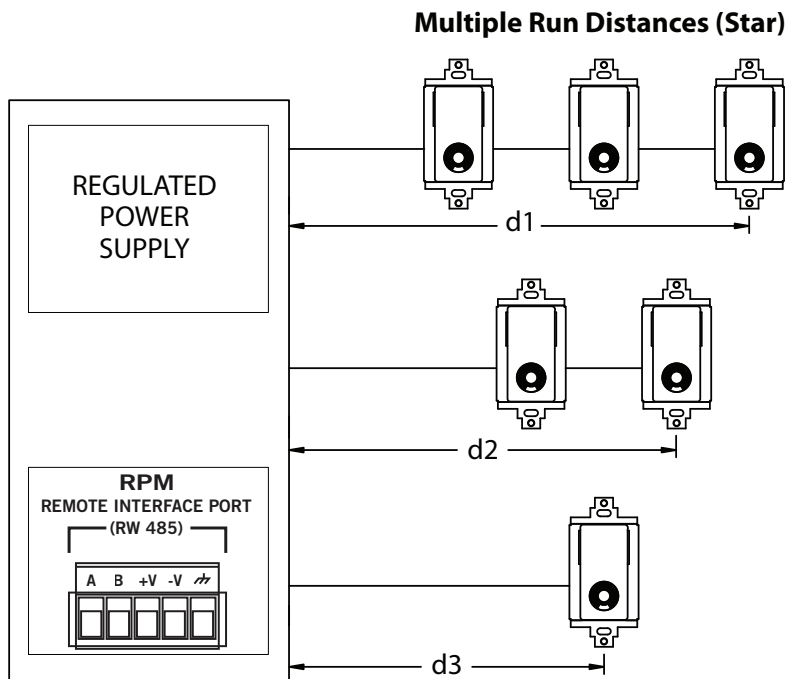 Multiple Run Distances (Star)
REGULATED
POWER
SUPPLY
d1
d2
RPM
REMOTE INTERFACE PORT
(RW 485)
A B +V -V
d3